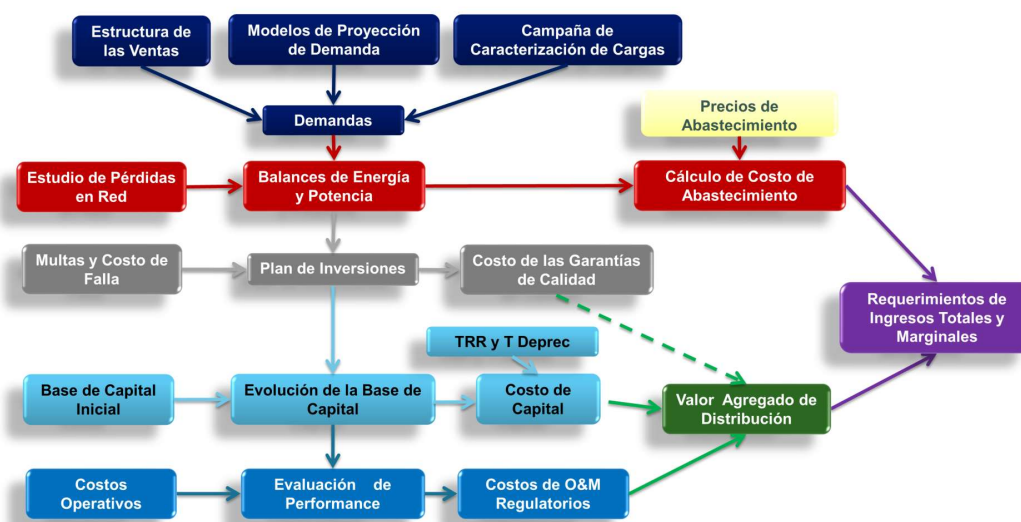 Estructura de
las Ventas
Modelos de Proyección
de Demanda
Campaña de
Caracterización de Cargas
Demandas
Precios de
Abastecimiento
Estudio de Pérdidas
en Red
Balances de Energía
y Potencia
Cálculo de Costo de
Abastecimiento
Multas y Costo de
Falla
Plan de Inversiones
Costo de las Garantías
de Calidad
Requerimientos de
Ingresos Totales y
Marginales
TRR y T Deprec
Base de Capital
Inicial
Evolución de la Base de
Capital
Costo de
Capital
Valor Agregado de
Distribución
Costos
Operativos
Evaluación de
Performance
Costos de O&M
Regulatorios